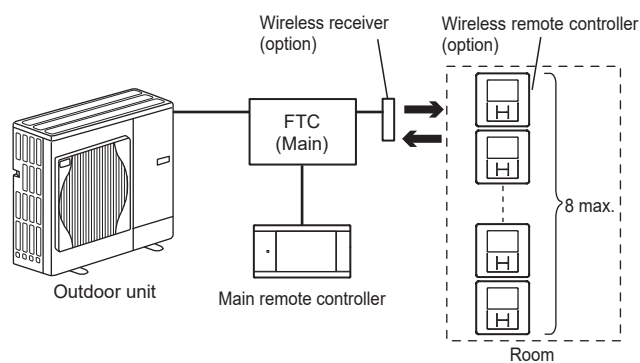 Wireless receiver
(option)
Wireless remote controller
(option)
FTC
(Main)
H
H
8 max.
H
H
Outdoor unit
Main remote controller
Room